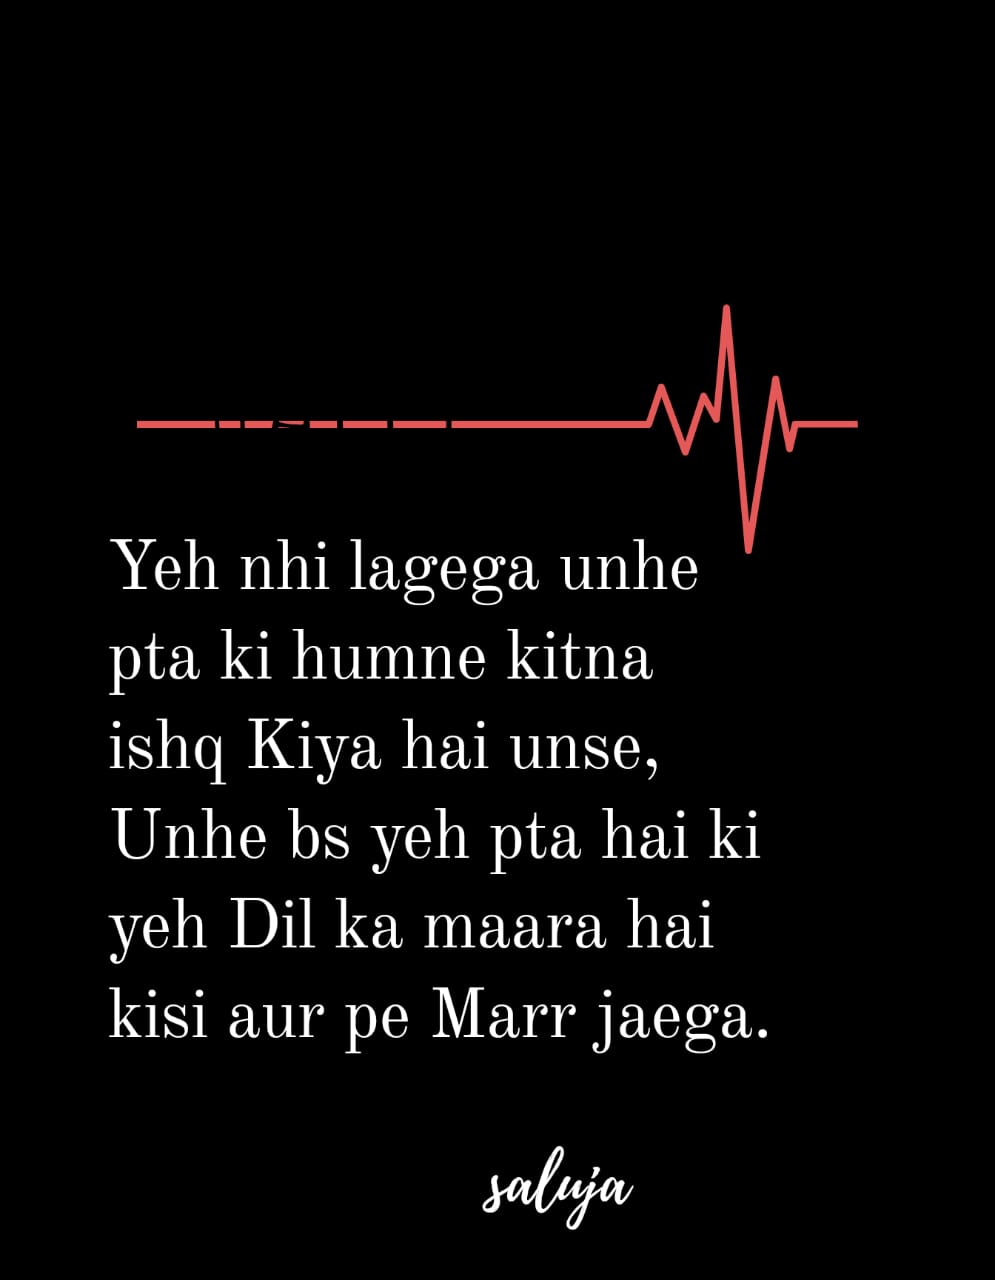 Yeh nhi lagega unhe
pta ki humne kitna
ishq Kiya hai unse,
Unhe bs yeh pta hai ki
yeh Dil ka maara hai
kisi aur pe Marr jaega.
saluja